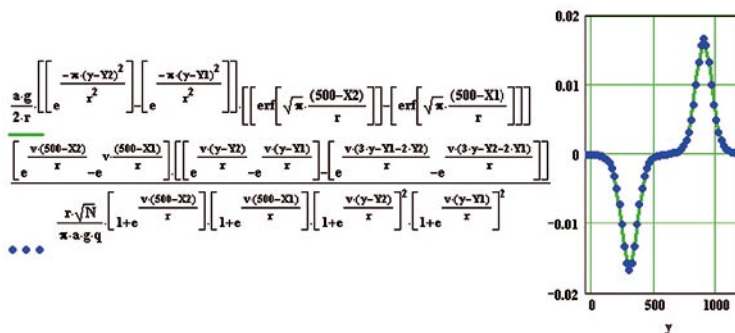 a·g/(2·r)·[[[e^(-π·(y-Y2)^2/r^2)]-[e^(-π·(y-Y1)^2/r^2)]]]·[[[erf[√π·(500-X2)/r]]-[erf[√π·(500-X1)/r]]]]
[e^(v·(500-X2)/r)-e^(v·(500-X1)/r)]·[[[e^(v·(y-Y2)/r)-e^(v·(y-Y1)/r)]-[e^(v·(3·y-Y1-2·Y2)/r)-e^(v·(3·y-Y2-2·Y1)/r)]]]
r·√N/(π·a·g·q)·[1+e^(v·(500-X2)/r)]·[1+e^(v·(500-X1)/r)]·[1+e^(v·(y-Y2)/r)]^2·[1+e^(v·(y-Y1)/r)]^2
0.02
0.01
0
-0.01
-0.02
0 500 1000
y